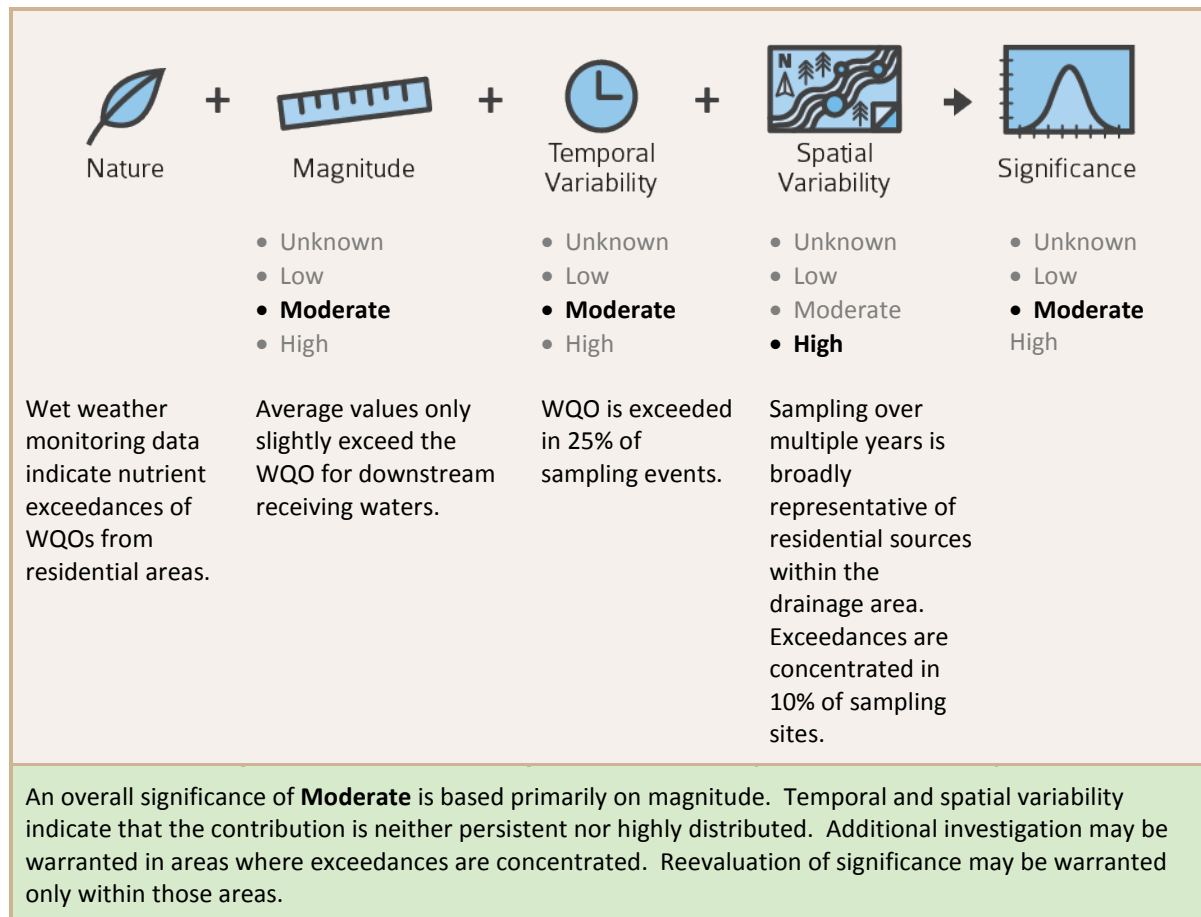 N
Nature
+
Magnitude
+
Temporal
Variability
+
Spatial
Variability
Significance
• Unknown
• Low
• Moderate
• High
• Unknown
• Low
• Moderate
• High
• Unknown
• Low
• Moderate
• High
• Unknown
• Low
• Moderate
High
Wet weather
monitoring data
indicate nutrient
exceedances of
WQOs from
residential areas.
Average values only
slightly exceed the
WQO for downstream
receiving waters.
WQO is exceeded
in 25% of
sampling events.
Sampling over
multiple years is
broadly
representative of
residential sources
within the
drainage area.
Exceedances are
concentrated in
10% of sampling
sites.
An overall significance of Moderate is based primarily on magnitude.  Temporal and spatial variability
indicate that the contribution is neither persistent nor highly distributed.  Additional investigation may be
warranted in areas where exceedances are concentrated.  Reevaluation of significance may be warranted
only within those areas.